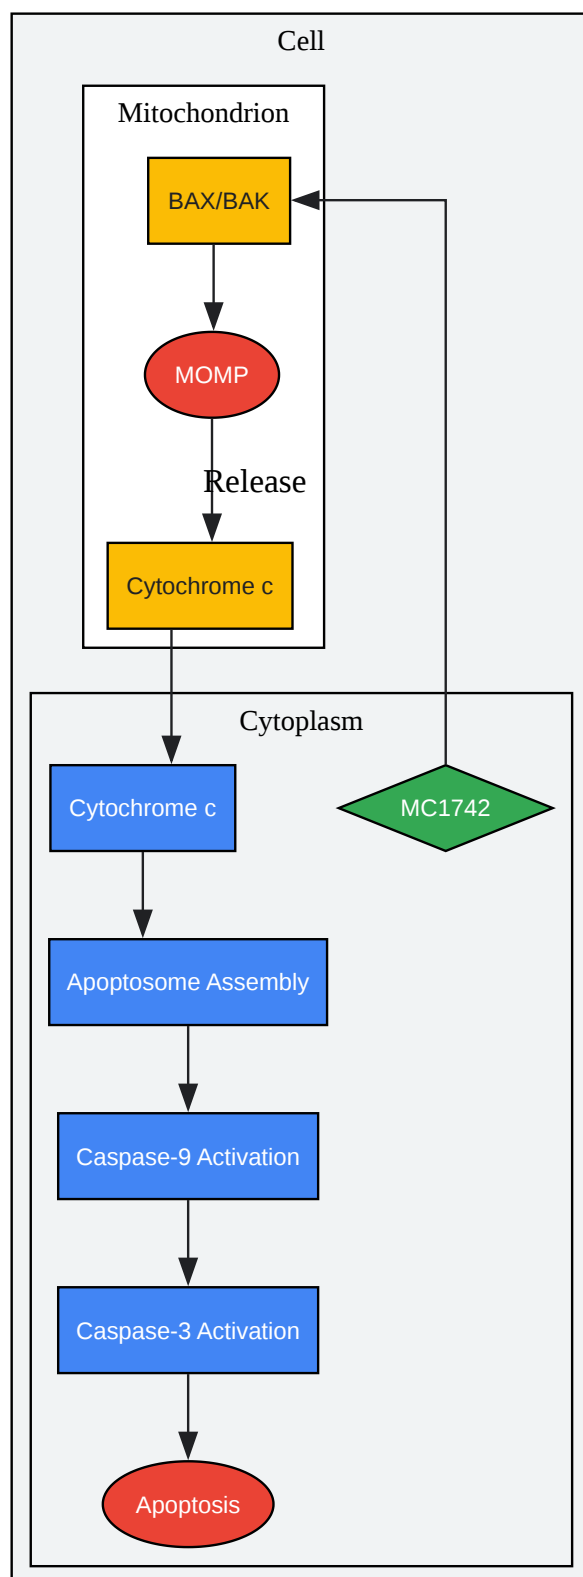 Cell
Mitochondrion
BAX/BAK
MOMP
Release
Cytochrome c
Cytoplasm
Cytochrome c
MC1742
Apoptosome Assembly
Caspase-9 Activation
Caspase-3 Activation
Apoptosis